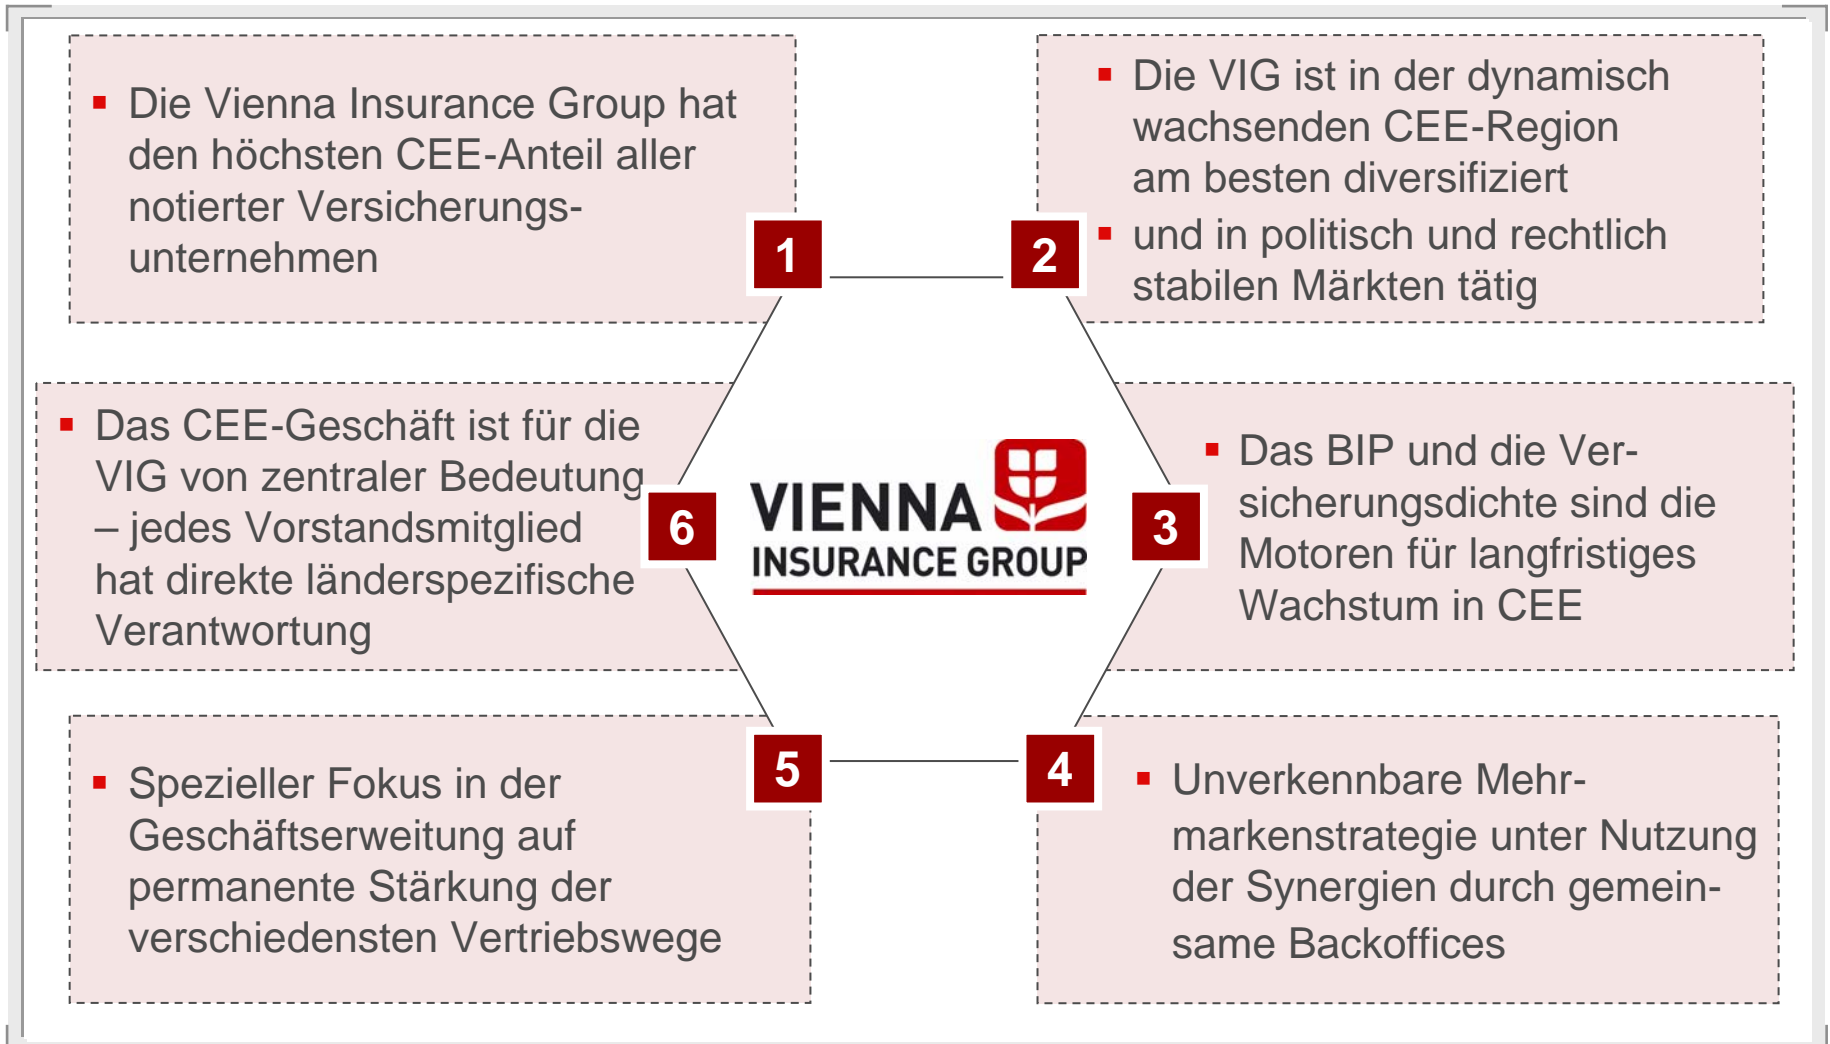 ▪ Die Vienna Insurance Group hat
den höchsten CEE-Anteil aller
notierter Versicherungs-
unternehmen
1
▪ Die VIG ist in der dynamisch
wachsenden CEE-Region
am besten diversifiziert
▪ und in politisch und rechtlich
stabilen Märkten tätig
2
▪ Das BIP und die Ver-
sicherungsdichte sind die
Motoren für langfristiges
Wachstum in CEE
3
▪ Unverkennbare Mehr-
markenstrategie unter Nutzung
der Synergien durch gemein-
same Backoffices
4
▪ Spezieller Fokus in der
Geschäftserweitung auf
permanente Stärkung der
verschiedensten Vertriebswege
5
▪ Das CEE-Geschäft ist für die
VIG von zentraler Bedeutung
– jedes Vorstandsmitglied
hat direkte länderspezifische
Verantwortung
6
VIENNA
INSURANCE GROUP